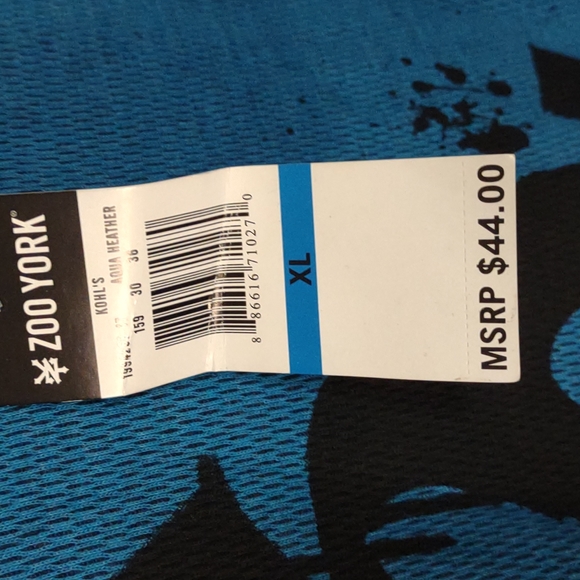 ZOO YORK®
KOHL'S
AQUA HEATHER
159 30 36
8 86616 71027 0
XL
MSRP $44.00